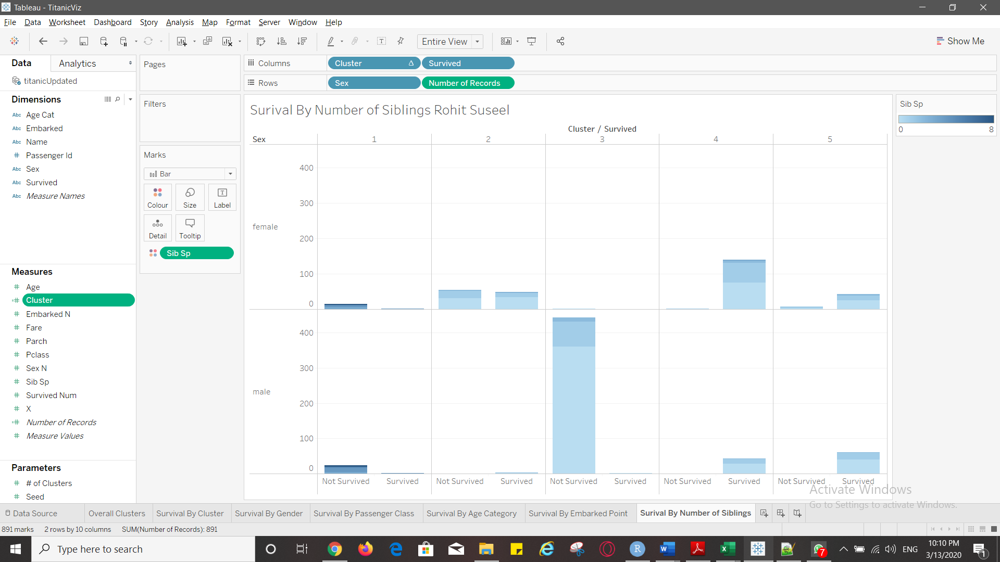 Tableau - TitanicViz
File Data Worksheet Dashboard Story Analysis Map Format Server Window Help
Entire View
Show Me
Data Analytics
titanicUpdated
Dimensions
Abc Age Cat
Abc Embarked
Abc Name
# Passenger Id
Abc Sex
Abc Survived
Abc Measure Names
Measures
# Age
=# Cluster
# Embarked N
# Fare
# Parch
# Pclass
# Sex N
# Sib Sp
# Survived Num
# X
=# Number of Records
# Measure Values
Parameters
# # of Clusters
# Seed
Pages
Filters
Marks
Bar
Colour Size T Label
Detail Tooltip
Sib Sp
Columns Cluster Δ Survived
Rows Sex Number of Records
Surival By Number of Siblings Rohit Suseel
Cluster / Survived
Sex 1 2 3 4 5
400
300
female
200
100
0
400
300
male
200
100
0
Not Survived Survived Not Survived Survived Not Survived Survived Not Survived Survived Not Survived Survived
Sib Sp
0 8
Activate Windows
Go to Settings to activate Windows.
Data Source Overall Clusters Survival By Cluster Survival By Gender Survival By Passenger Class Survival By Age Category Survival By Embarked Point Surival By Number of Siblings
891 marks 2 rows by 10 columns SUM(Number of Records): 891
Type here to search
7
ENG
10:10 PM
3/13/2020
1